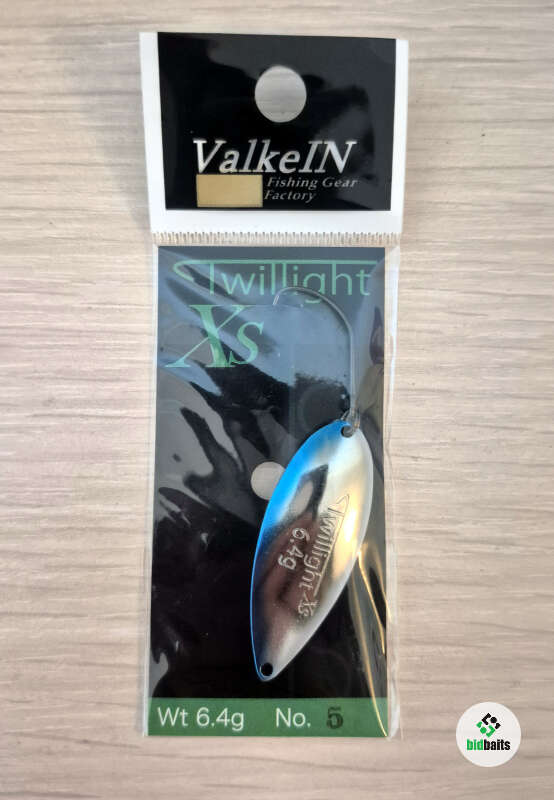 ValkeIN
Fishing Gear
Factory
Twillight
Xs
Twillight Xs
6.4g
Wt 6.4g No. 5
bidbaits